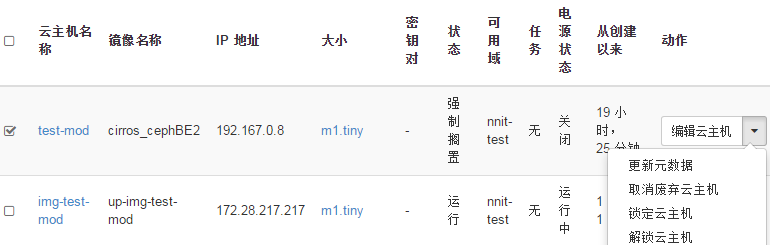 云主机名称 镜像名称 IP 地址 大小 密钥对 状态 可用域 任务 电源状态 从创建以来 动作
test-mod cirros_cephBE2 192.167.0.8 m1.tiny - 强制搁置 nnit-test 无 关闭 19 小时， 25 分钟 编辑云主机
更新元数据
取消废弃云主机
锁定云主机
解锁云主机
img-test-mod up-img-test-mod 172.28.217.217 m1.tiny - 运行 nnit-test 无 运行中 1 1